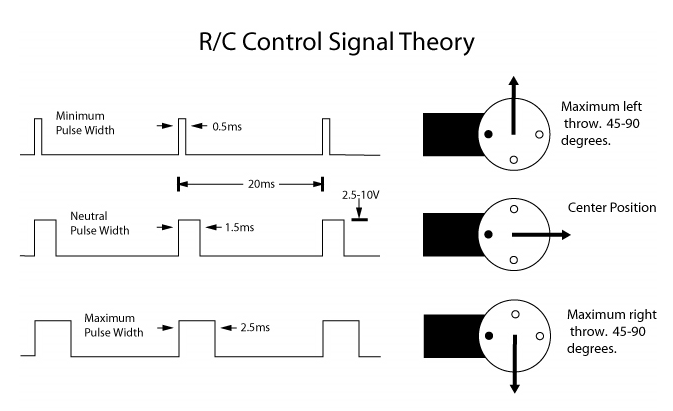 R/C Control Signal Theory
Minimum
Pulse Width
0.5ms
Maximum left
throw. 45-90
degrees.
20ms
2.5-10V
Neutral
Pulse Width
1.5ms
Center Position
Maximum
Pulse Width
2.5ms
Maximum right
throw. 45-90
degrees.